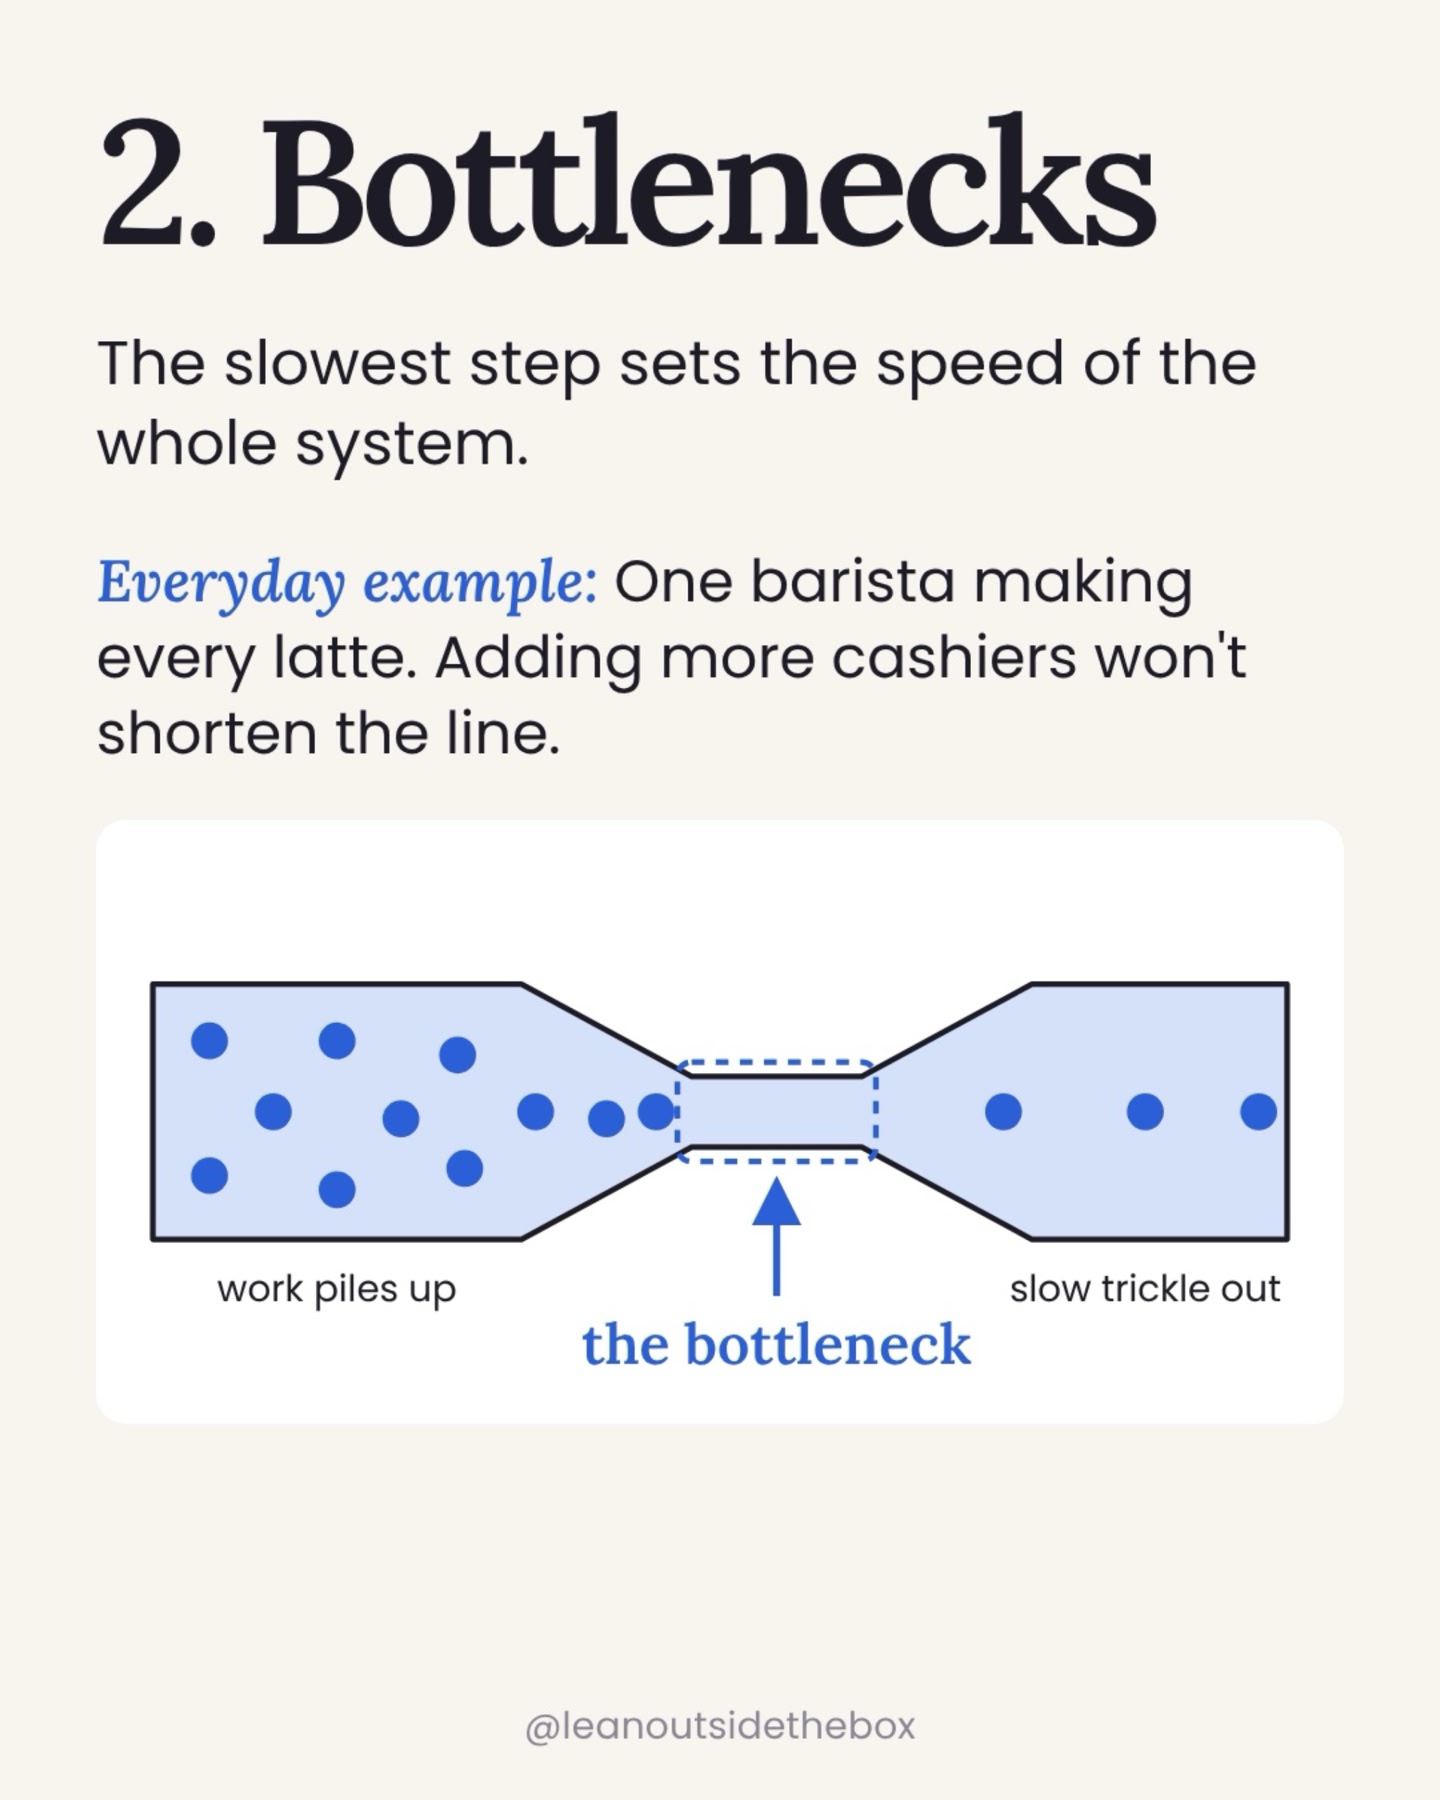 2. Bottlenecks
The slowest step sets the speed of the
whole system.
Everyday example: One barista making
every latte. Adding more cashiers won't
shorten the line.
work piles up
slow trickle out
the bottleneck
@leanoutsidethebox